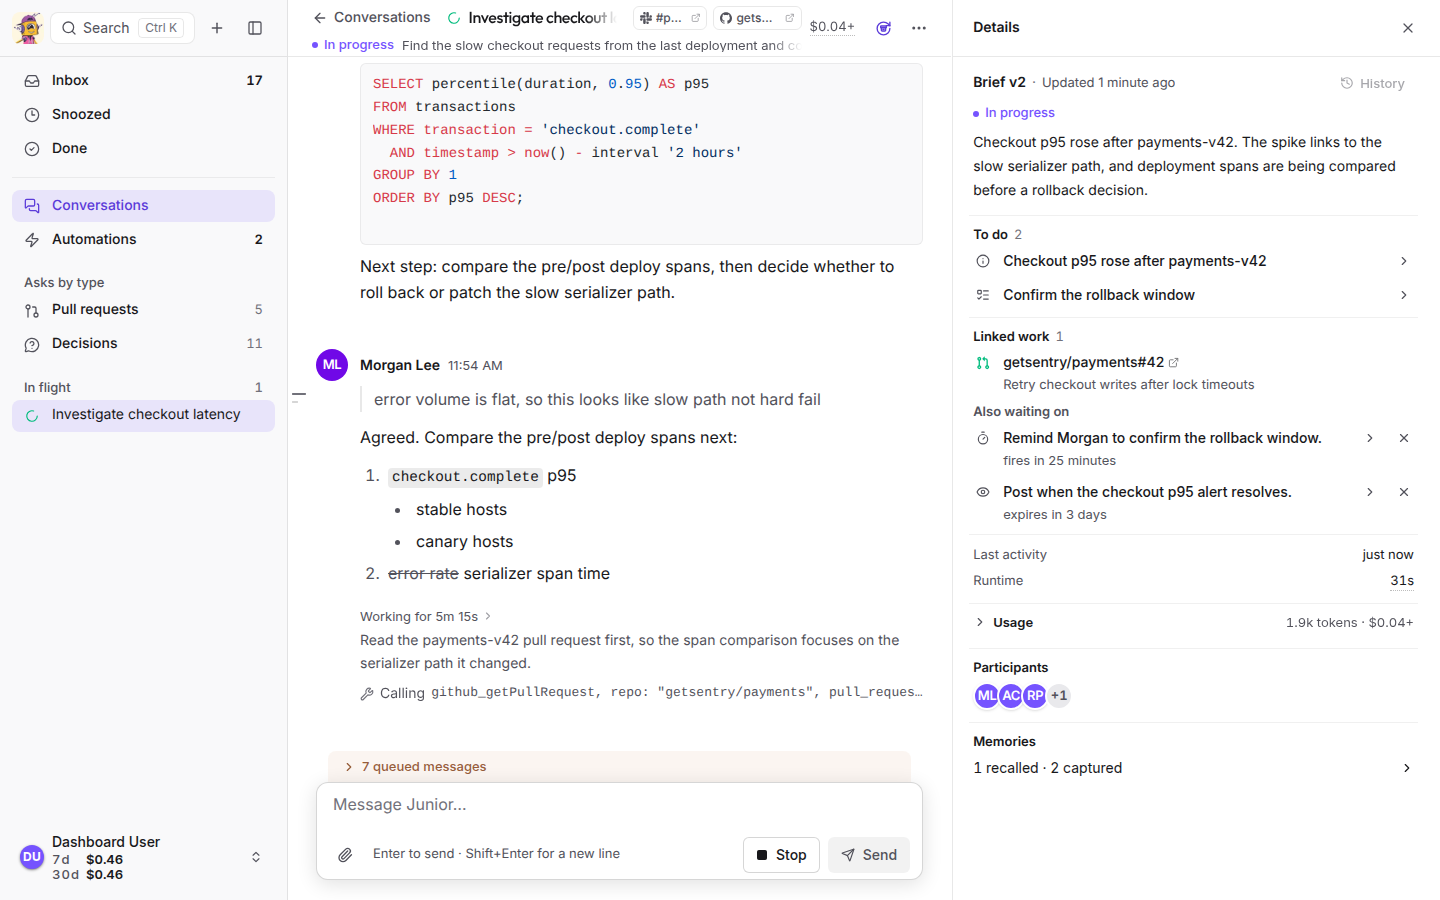 Search Ctrl K
Inbox 17
Snoozed
Done
Conversations
Automations 2
Asks by type
Pull requests 5
Decisions 11
In flight 1
Investigate checkout latency
DU Dashboard User
7d $0.46
30d $0.46
Conversations Investigate checkout #p... gets... $0.04+
In progress Find the slow checkout requests from the last deployment and
SELECT percentile(duration, 0.95) AS p95
FROM transactions
WHERE transaction = 'checkout.complete'
AND timestamp > now() - interval '2 hours'
GROUP BY 1
ORDER BY p95 DESC;
Next step: compare the pre/post deploy spans, then decide whether to
roll back or patch the slow serializer path.
ML Morgan Lee 11:54 AM
error volume is flat, so this looks like slow path not hard fail
Agreed. Compare the pre/post deploy spans next:
1. checkout.complete p95
• stable hosts
• canary hosts
2. error rate serializer span time
Working for 5m 15s
Read the payments-v42 pull request first, so the span comparison focuses on the
serializer path it changed.
Calling github_getPullRequest, repo: "getsentry/payments", pull_reques…
7 queued messages
Message Junior...
Enter to send · Shift+Enter for a new line Stop Send
Details
Brief v2 · Updated 1 minute ago History
In progress
Checkout p95 rose after payments-v42. The spike links to the
slow serializer path, and deployment spans are being compared
before a rollback decision.
To do 2
Checkout p95 rose after payments-v42
Confirm the rollback window
Linked work 1
getsentry/payments#42
Retry checkout writes after lock timeouts
Also waiting on
Remind Morgan to confirm the rollback window.
fires in 25 minutes
Post when the checkout p95 alert resolves.
expires in 3 days
Last activity just now
Runtime 31s
Usage 1.9k tokens · $0.04+
Participants
ML AC RP +1
Memories
1 recalled · 2 captured